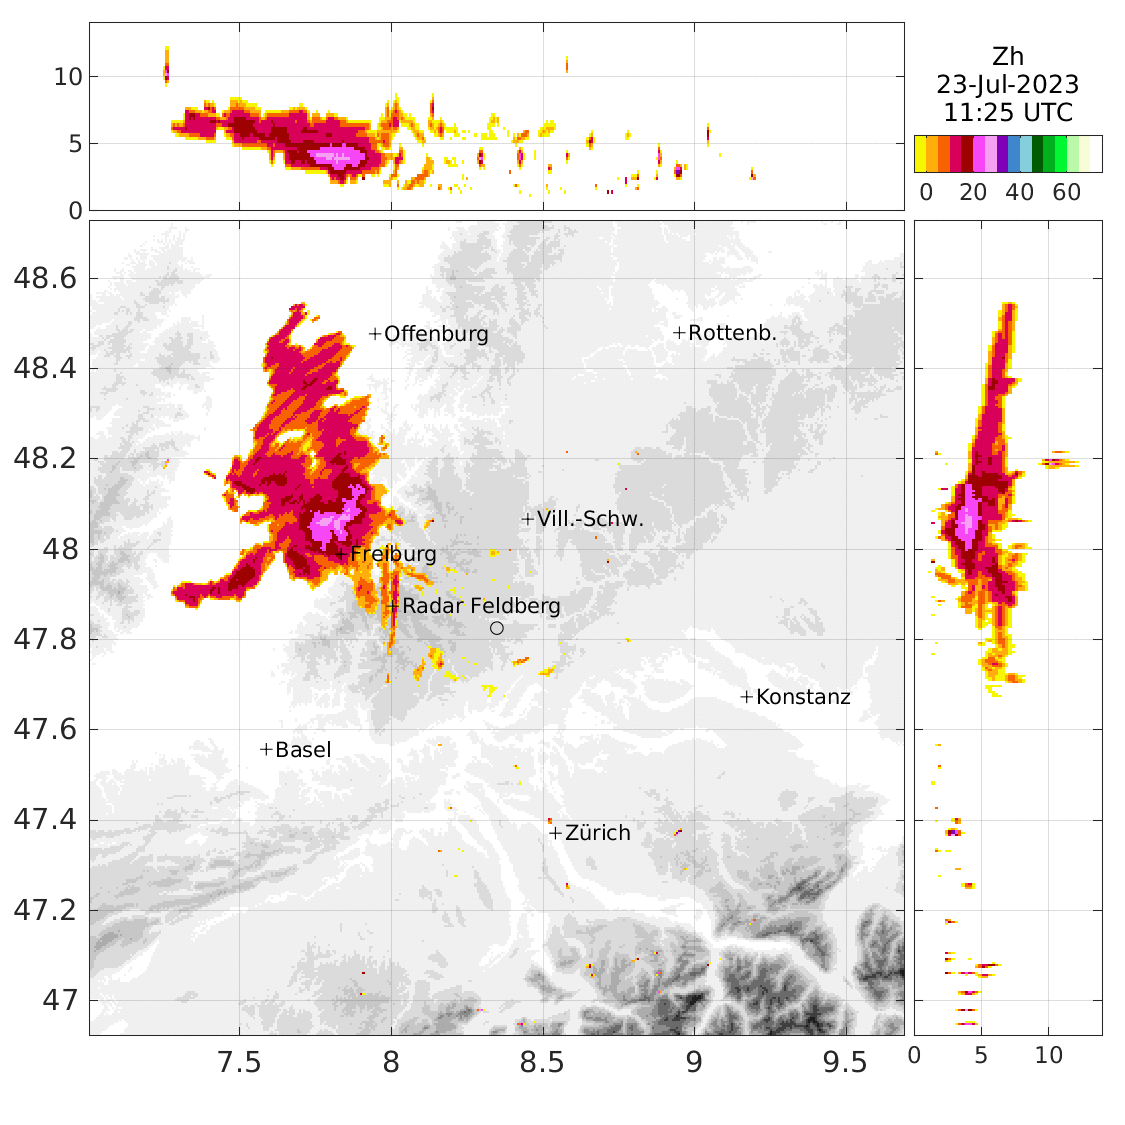 10
5
0
Zh
23-Jul-2023
11:25 UTC
0 20 40 60
48.6
48.4
48.2
48
47.8
47.6
47.4
47.2
47
Offenburg
Rottenb.
Vill.-Schw.
Freiburg
Radar Feldberg
Konstanz
Basel
Zürich
7.5 8 8.5 9 9.5
0 5 10